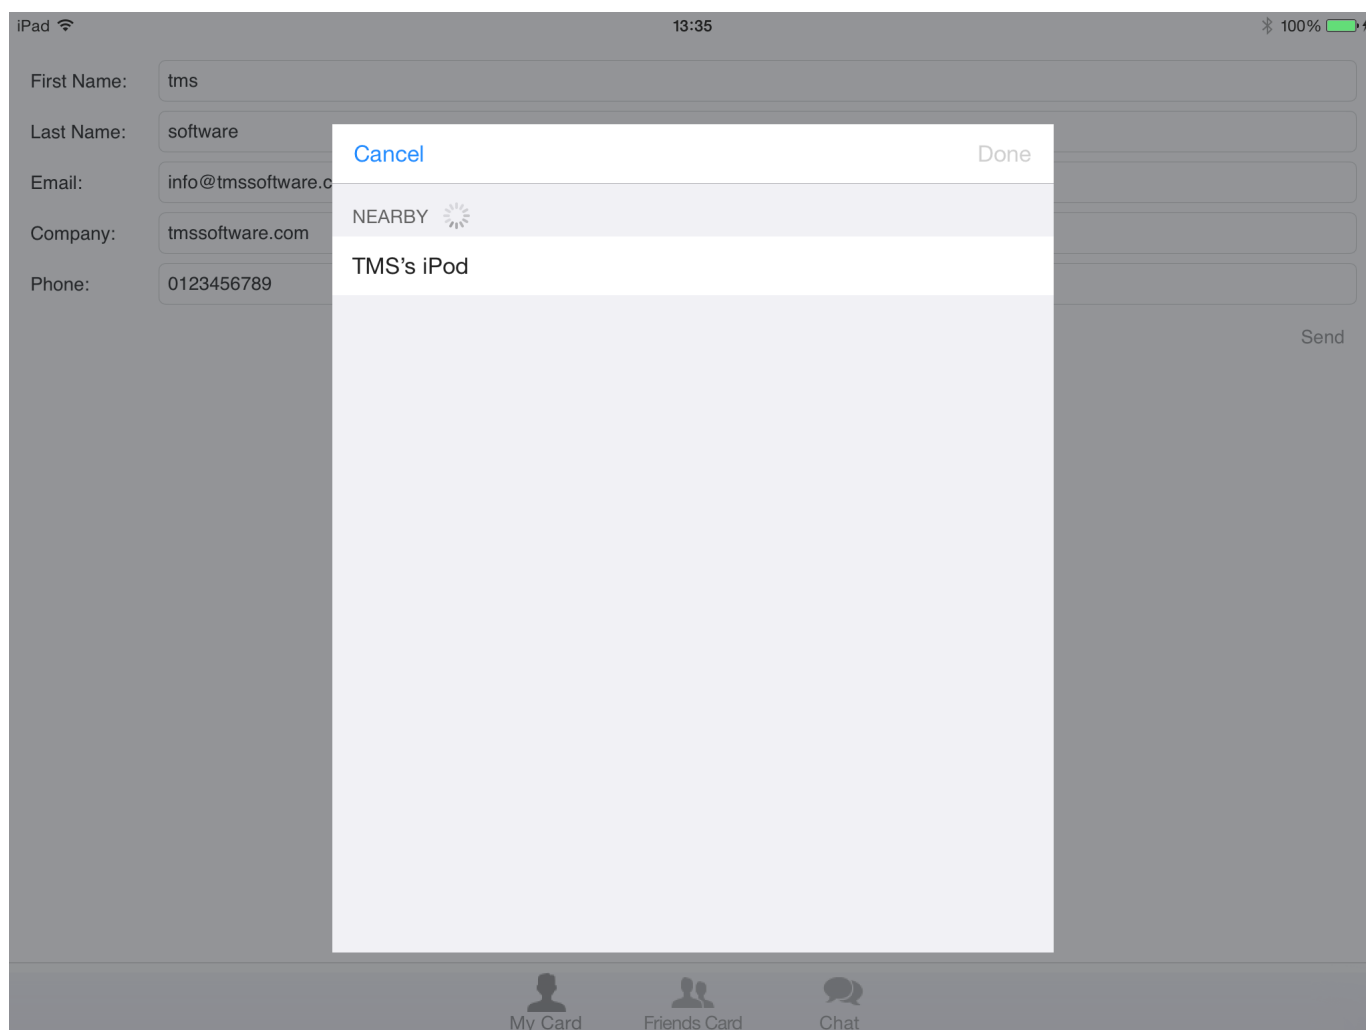 iPad 13:35 100%
First Name: tms
Last Name: software
Email: info@tmssoftware.c
Company: tmssoftware.com
Phone: 0123456789
Send
Cancel Done
NEARBY
TMS’s iPod
My Card Friends Card Chat